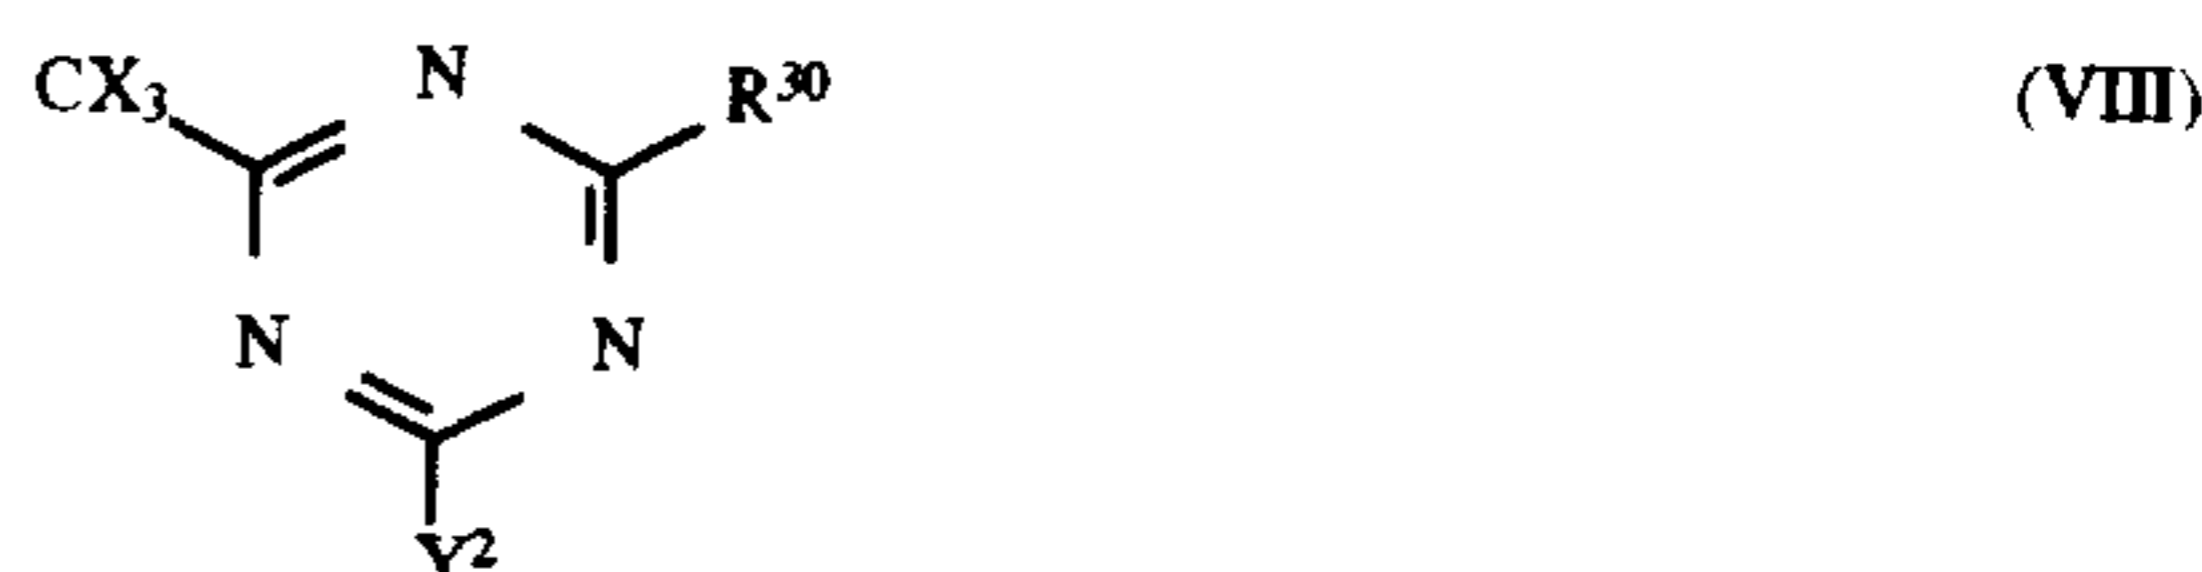 CX₃ N R³⁰ (VIII)
N N
Y²